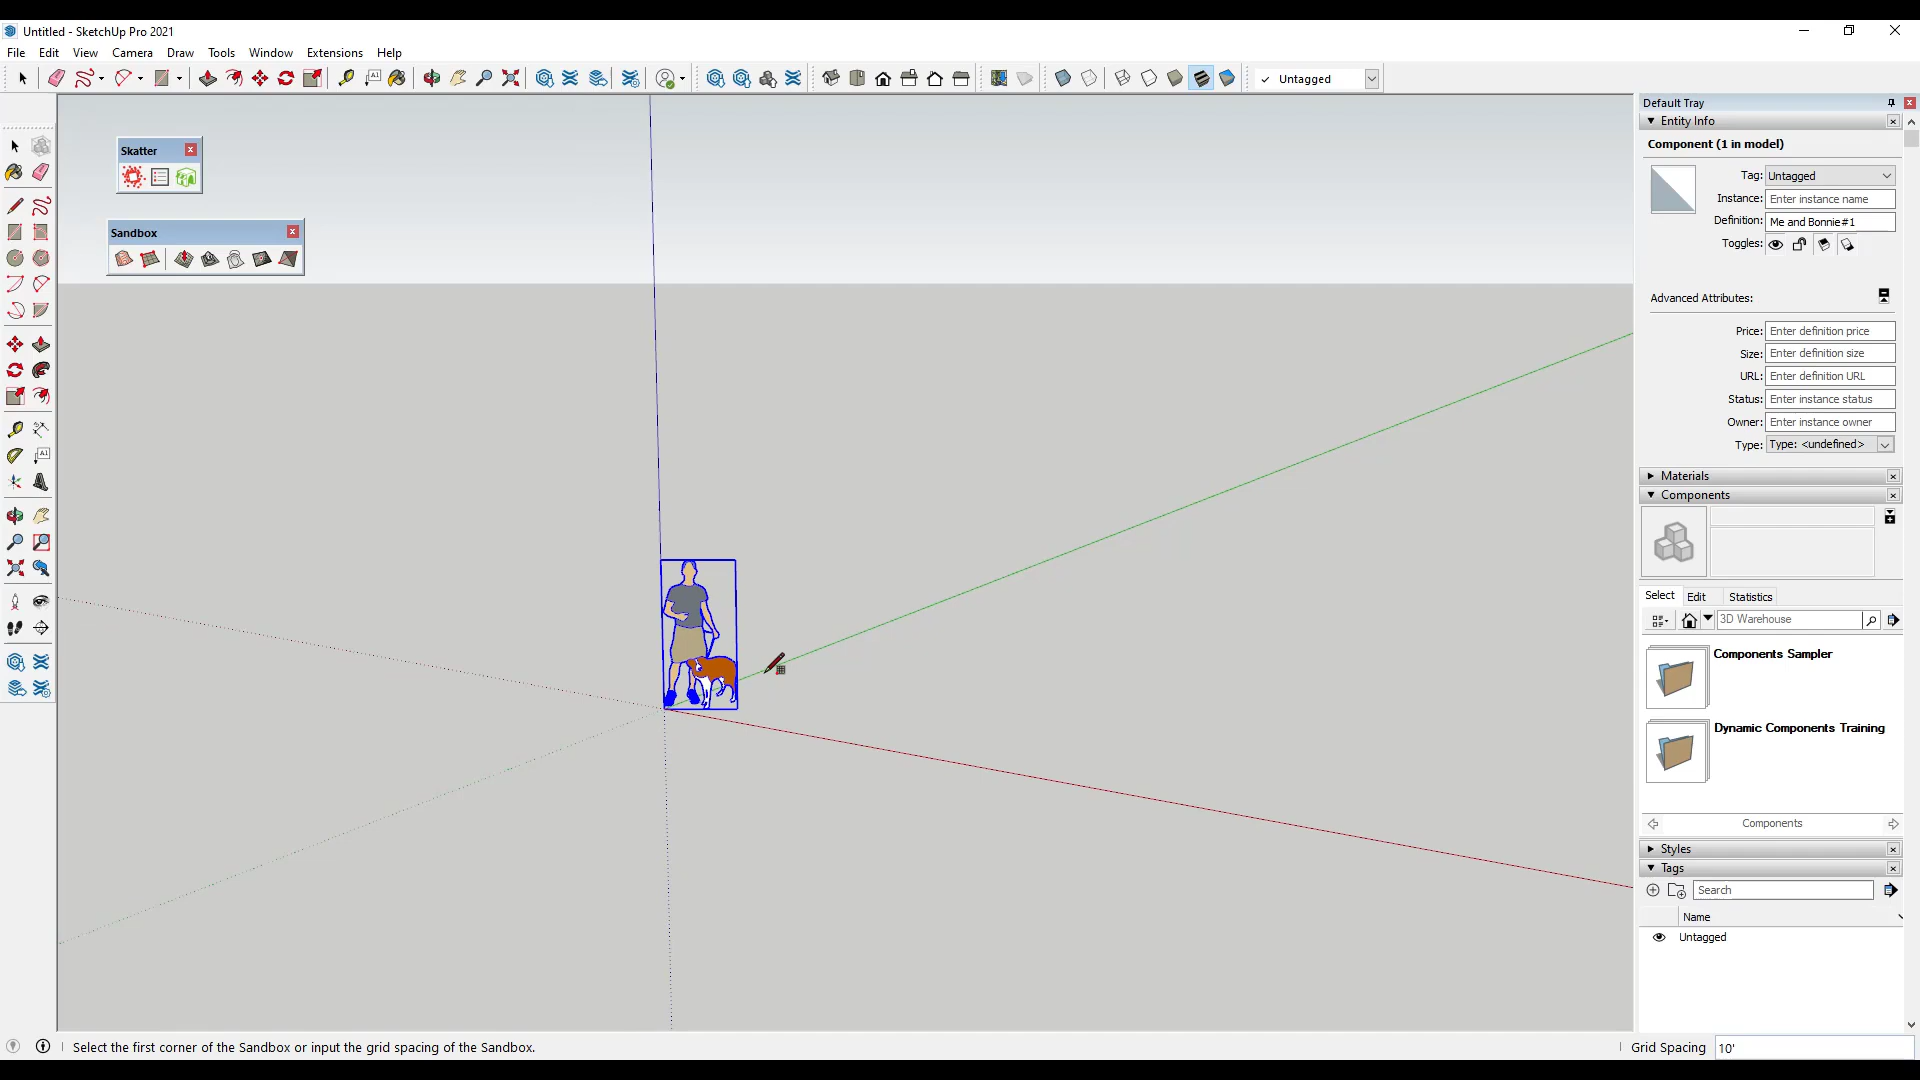 Untitled - SketchUp Pro 2021
File Edit View Camera Draw Tools Window Extensions Help
A1
Untagged
Default Tray
Entity Info
Component (1 in model)
Tag: Untagged
Instance: Enter instance name
Definition: Me and Bonnie#1
Toggles:
Advanced Attributes:
Price: Enter definition price
Size: Enter definition size
URL: Enter definition URL
Status: Enter instance status
Owner: Enter instance owner
Type: Type: <undefined>
Materials
Components
Select Edit Statistics
3D Warehouse
Components Sampler
Dynamic Components Training
Components
Styles
Tags
Search
Name
Untagged
Skatter
Sandbox
A1
Select the first corner of the Sandbox or input the grid spacing of the Sandbox.
Grid Spacing 10'